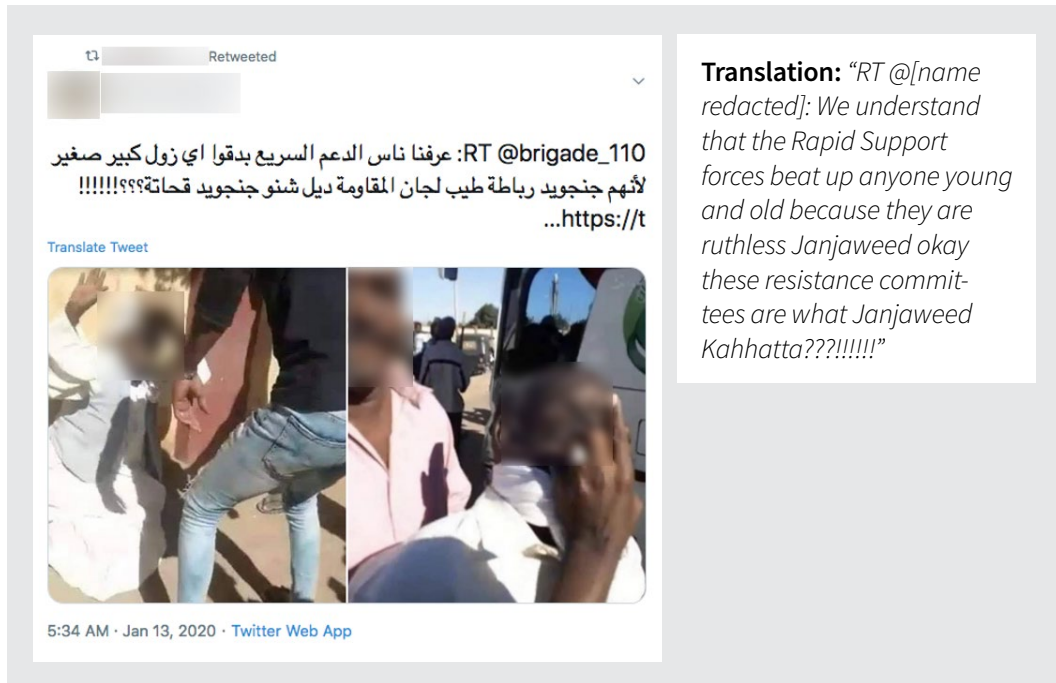 Retweeted
RT @brigade_110: عرفنا ناس الدعم السريع بدقوا اي زول كبير صغير
لأنهم جنجويد رباطة طيب لجان المقاومة ديل شنو جنجويد قحاتة؟؟؟!!!!!!
https://t...
Translate Tweet
5:34 AM · Jan 13, 2020 · Twitter Web App
Translation: “RT @[name
redacted]: We understand
that the Rapid Support
forces beat up anyone young
and old because they are
ruthless Janjaweed okay
these resistance commit-
tees are what Janjaweed
Kahhatta???!!!!!!”